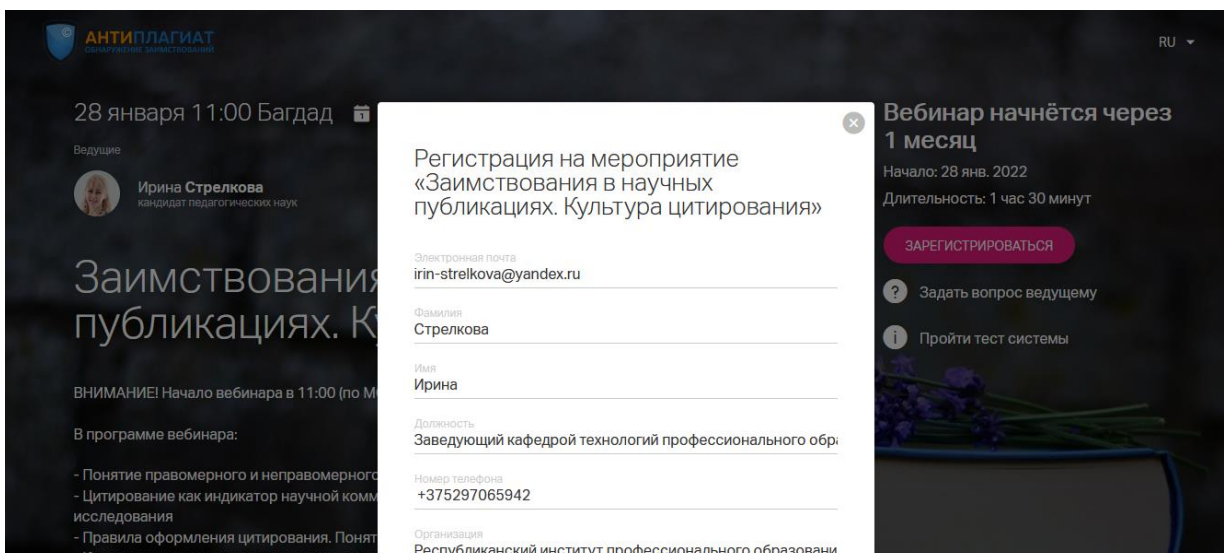 АНТИПЛАГИАТ
ОБНАРУЖЕНИЕ ЗАИМСТВОВАНИЙ
RU
28 января 11:00 Багдад
Ведущие
Ирина Стрелкова
кандидат педагогических наук
Заимствования
публикациях. К
ВНИМАНИЕ! Начало вебинара в 11:00 (по М
В программе вебинара:
- Понятие правомерного и неправомерного
- Цитирование как индикатор научной комм
исследования
- Правила оформления цитирования. Понят
Регистрация на мероприятие
«Заимствования в научных
публикациях. Культура цитирования»
Электронная почта
irin-strelkova@yandex.ru
Фамилия
Стрелкова
Имя
Ирина
Должность
Заведующий кафедрой технологий профессионального обра
Номер телефона
+375297065942
Организация
Республиканский институт профессионального образовани
Вебинар начнётся через
1 месяц
Начало: 28 янв. 2022
Длительность: 1 час 30 минут
ЗАРЕГИСТРИРОВАТЬСЯ
Задать вопрос ведущему
Пройти тест системы